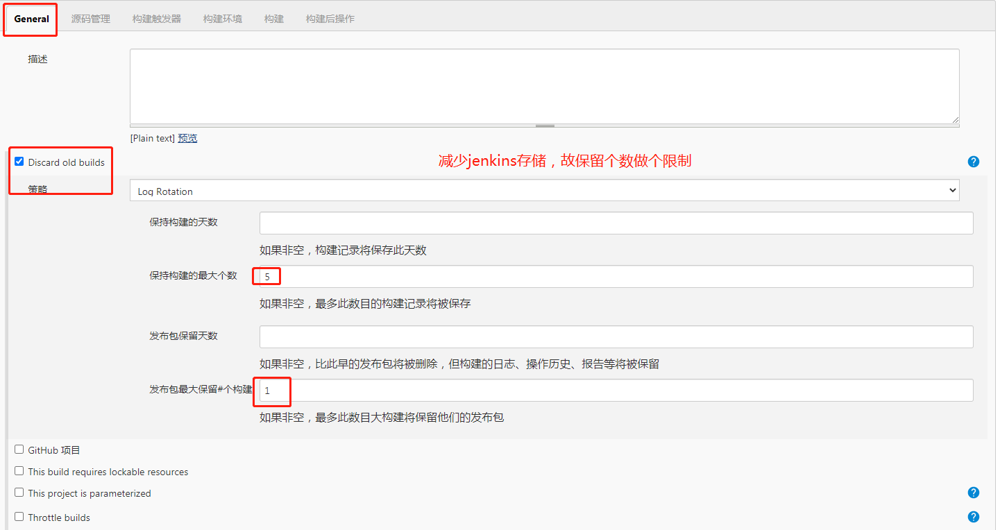 General 源码管理 构建触发器 构建环境 构建 构建后操作
描述
[Plain text] 预览
Discard old builds
减少jenkins存储，故保留个数做个限制
?
策略
Log Rotation
保持构建的天数
如果非空，构建记录将保存此天数
保持构建的最大个数
5
如果非空，最多此数目的构建记录将被保存
发布包保留天数
如果非空，比此早的发布包将被删除，但构建的日志、操作历史、报告等将被保留
发布包最大保留#个构建
1
如果非空，最多此数目大构建将保留他们的发布包
GitHub 项目
This build requires lockable resources
This project is parameterized
?
Throttle builds
?